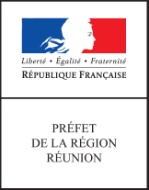 Liberté • Égalité • Fraternité
RÉPUBLIQUE FRANÇAISE
PRÉFET
DE LA RÉGION
RÉUNION